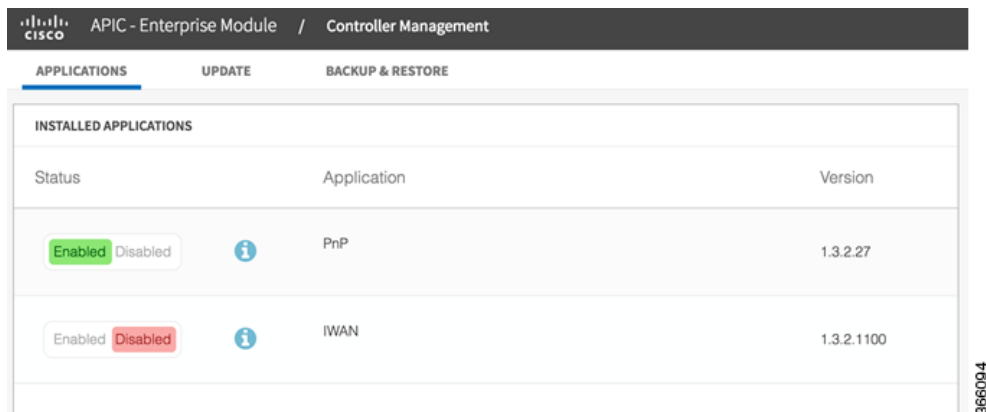 CISCO APIC - Enterprise Module / Controller Management
APPLICATIONS UPDATE BACKUP & RESTORE
INSTALLED APPLICATIONS
Status Application Version
Enabled Disabled i PnP 1.3.2.27
Enabled Disabled i IWAN 1.3.2.1100
366094